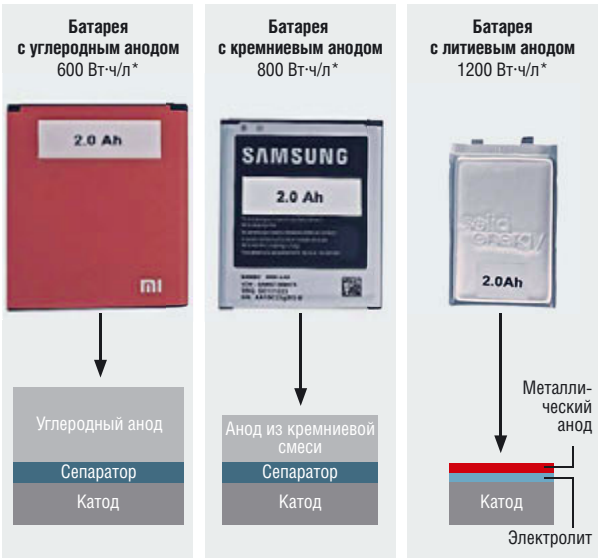 Батарея
с углеродным анодом
600 Вт·ч/л*
2.0 Ah
mi
Углеродный анод
Сепаратор
Катод
Батарея
с кремниевым анодом
800 Вт·ч/л*
SAMSUNG
2.0 Ah
Анод из кремниевой
смеси
Сепаратор
Катод
Батарея
с литиевым анодом
1200 Вт·ч/л*
solid
energy
2.0Ah
Металли-
ческий
анод
Катод
Электролит